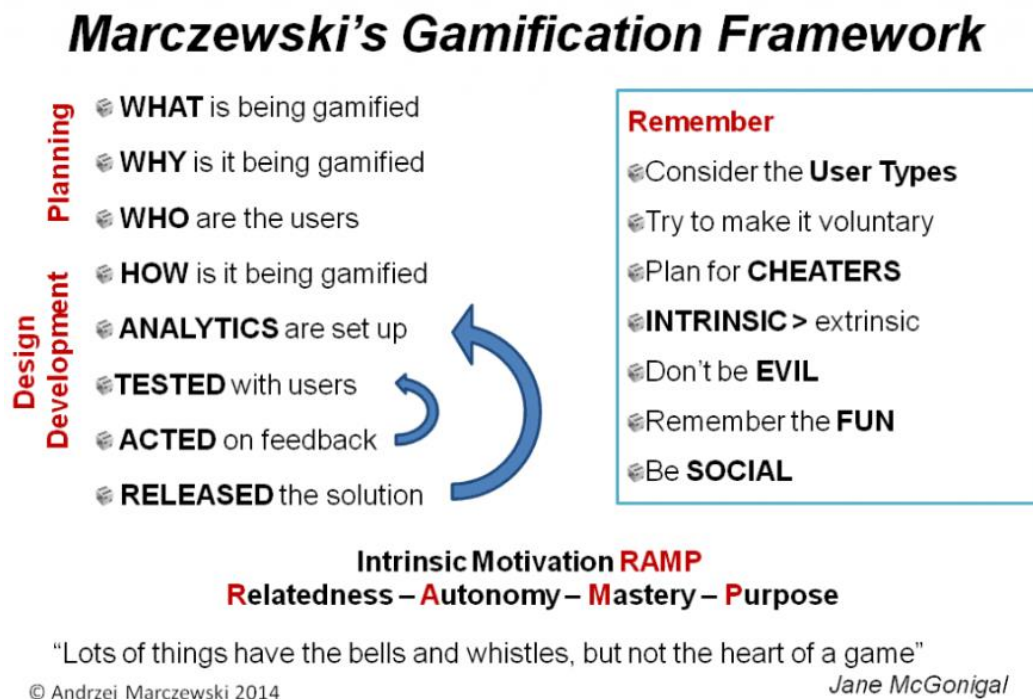 Marczewski's Gamification Framework
Planning
WHAT is being gamified
WHY is it being gamified
WHO are the users
Design
Development
HOW is it being gamified
ANALYTICS are set up
TESTED with users
ACTED on feedback
RELEASED the solution
Remember
Consider the User Types
Try to make it voluntary
Plan for CHEATERS
INTRINSIC > extrinsic
Don't be EVIL
Remember the FUN
Be SOCIAL
Intrinsic Motivation RAMP
Relatedness – Autonomy – Mastery – Purpose
"Lots of things have the bells and whistles, but not the heart of a game"
Jane McGonigal
© Andrzej Marczewski 2014